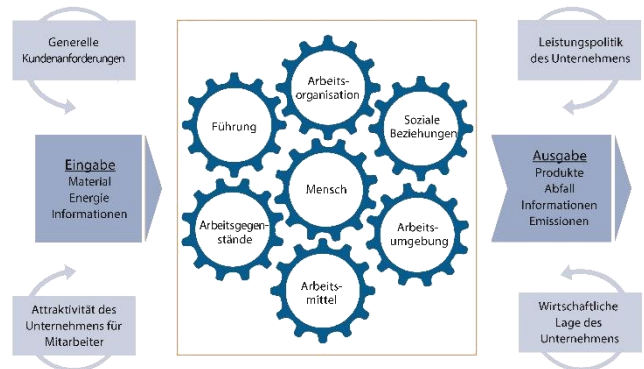 Generelle
Kundenanforderungen
Eingabe
Material
Energie
Informationen
Attraktivität des
Unternehmens für
Mitarbeiter
Arbeits-
organisation
Führung
Soziale
Beziehungen
Mensch
Arbeitsgegen-
stände
Arbeits-
umgebung
Arbeits-
mittel
Leistungspolitik
des Unternehmens
Ausgabe
Produkte
Abfall
Informationen
Emissionen
Wirtschaftliche
Lage des
Unternehmens